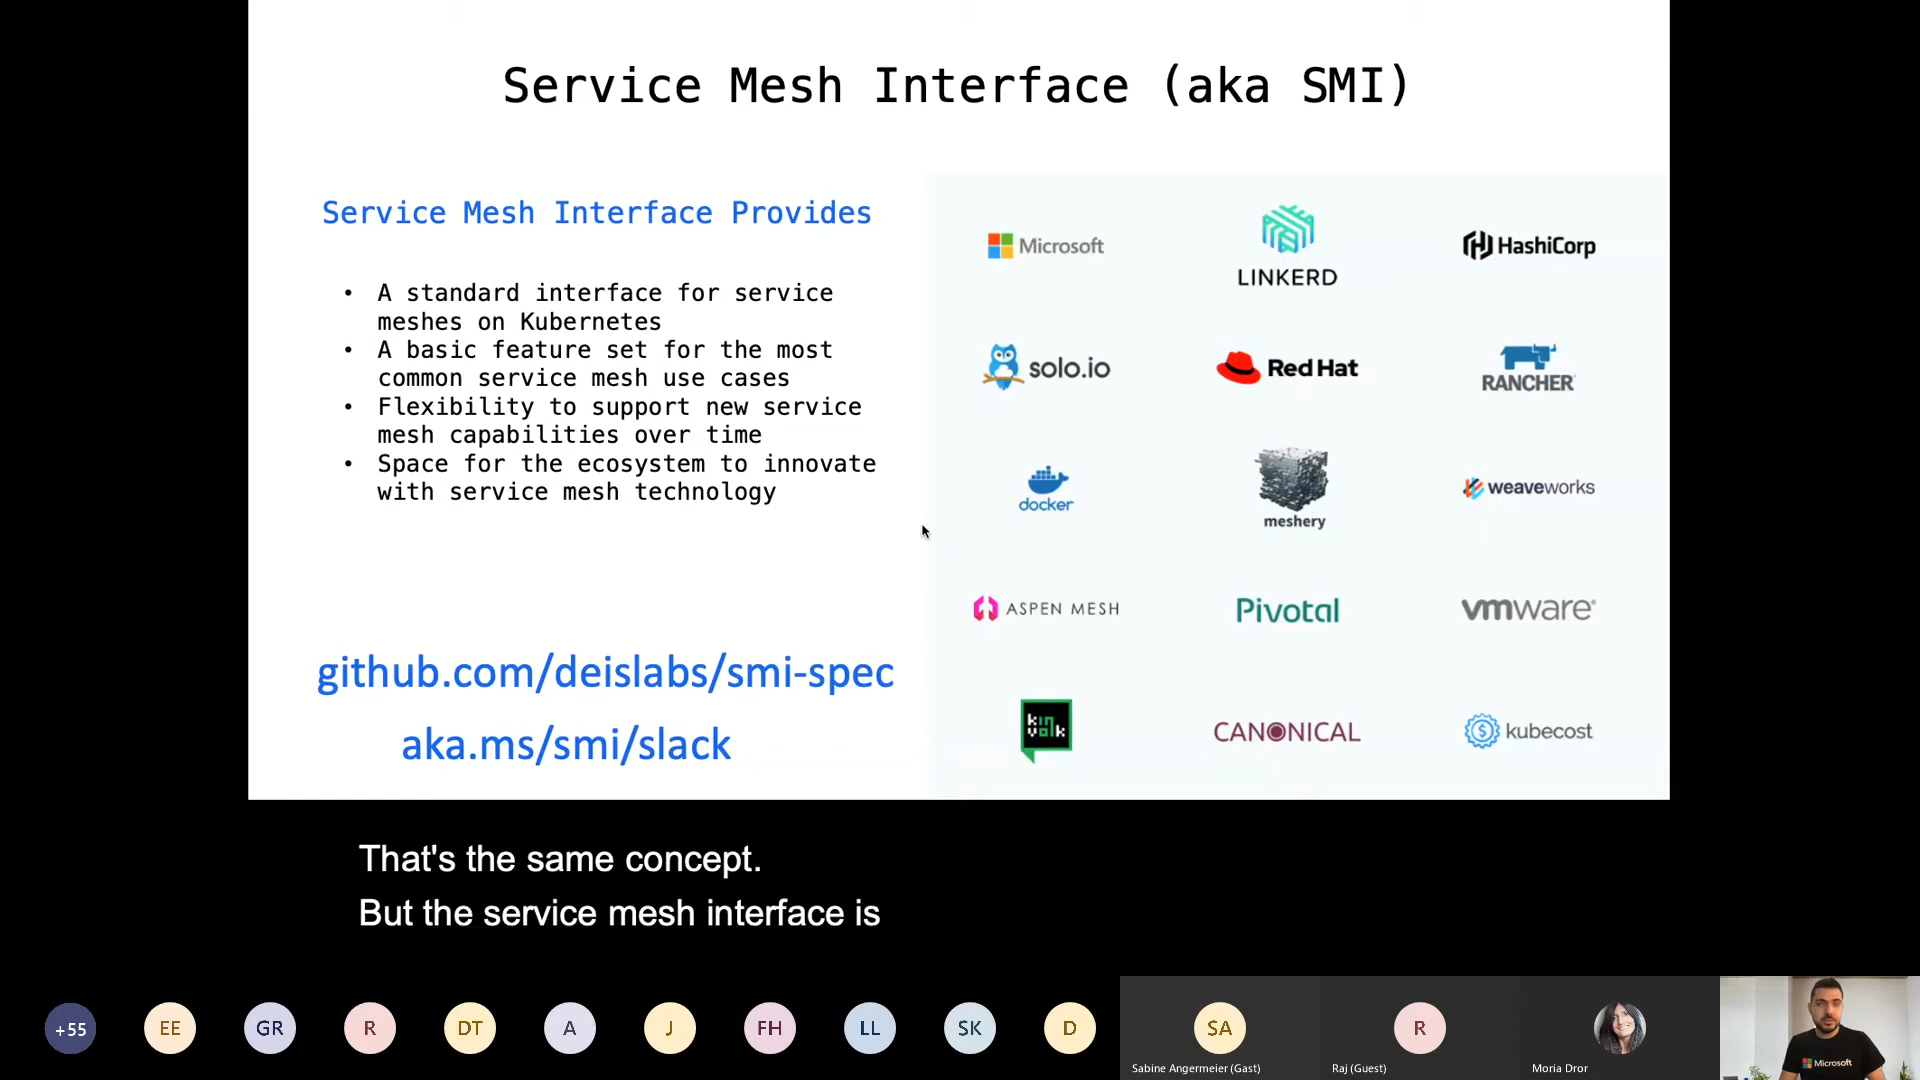 Service Mesh Interface (aka SMI)
Service Mesh Interface Provides
• A standard interface for service
meshes on Kubernetes
• A basic feature set for the most
common service mesh use cases
• Flexibility to support new service
mesh capabilities over time
• Space for the ecosystem to innovate
with service mesh technology
github.com/deislabs/smi-spec
aka.ms/smi/slack
Microsoft
LINKERD
HashiCorp
solo.io
Red Hat
RANCHER
docker
meshery
weaveworks
ASPEN MESH
Pivotal
vmware®
kinvolk
CANONICAL
kubecost
That's the same concept.
But the service mesh interface is
+55
EE
GR
R
DT
A
J
FH
LL
SK
D
SA
Sabine Angermeier (Gast)
R
Raj (Guest)
Moria Dror
Microsoft